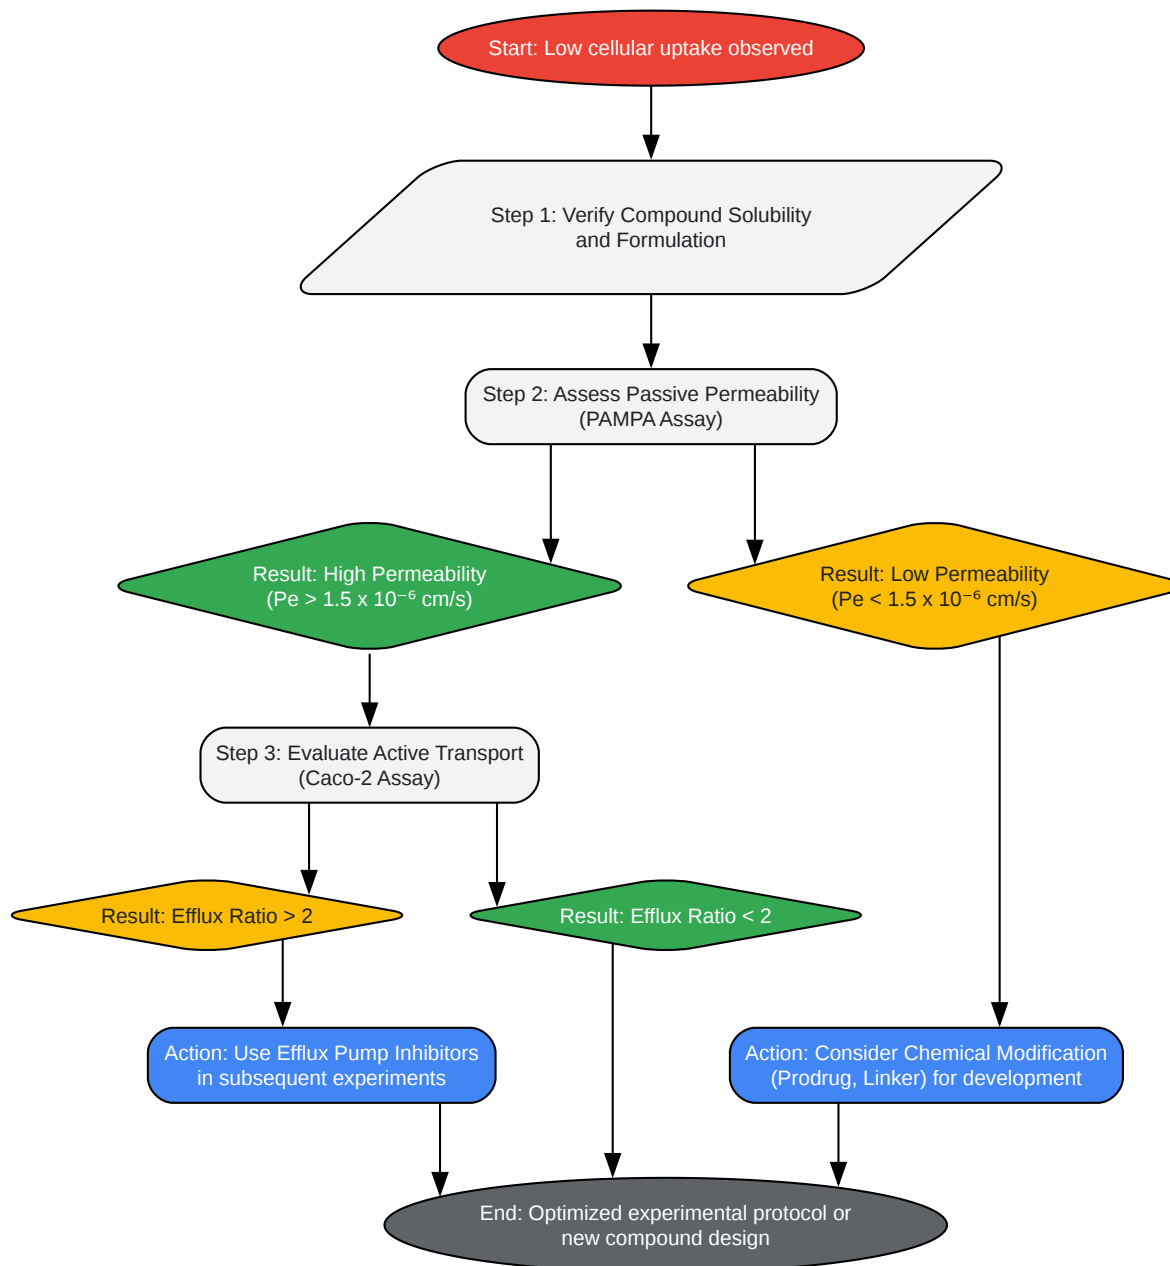 Start: Low cellular uptake observed
Step 1: Verify Compound Solubility
and Formulation
Step 2: Assess Passive Permeability
(PAMPA Assay)
Result: High Permeability
(Pe > 1.5 x 10⁻⁶ cm/s)
Result: Low Permeability
(Pe < 1.5 x 10⁻⁶ cm/s)
Step 3: Evaluate Active Transport
(Caco-2 Assay)
Result: Efflux Ratio > 2
Result: Efflux Ratio < 2
Action: Use Efflux Pump Inhibitors
in subsequent experiments
Action: Consider Chemical Modification
(Prodrug, Linker) for development
End: Optimized experimental protocol or
new compound design